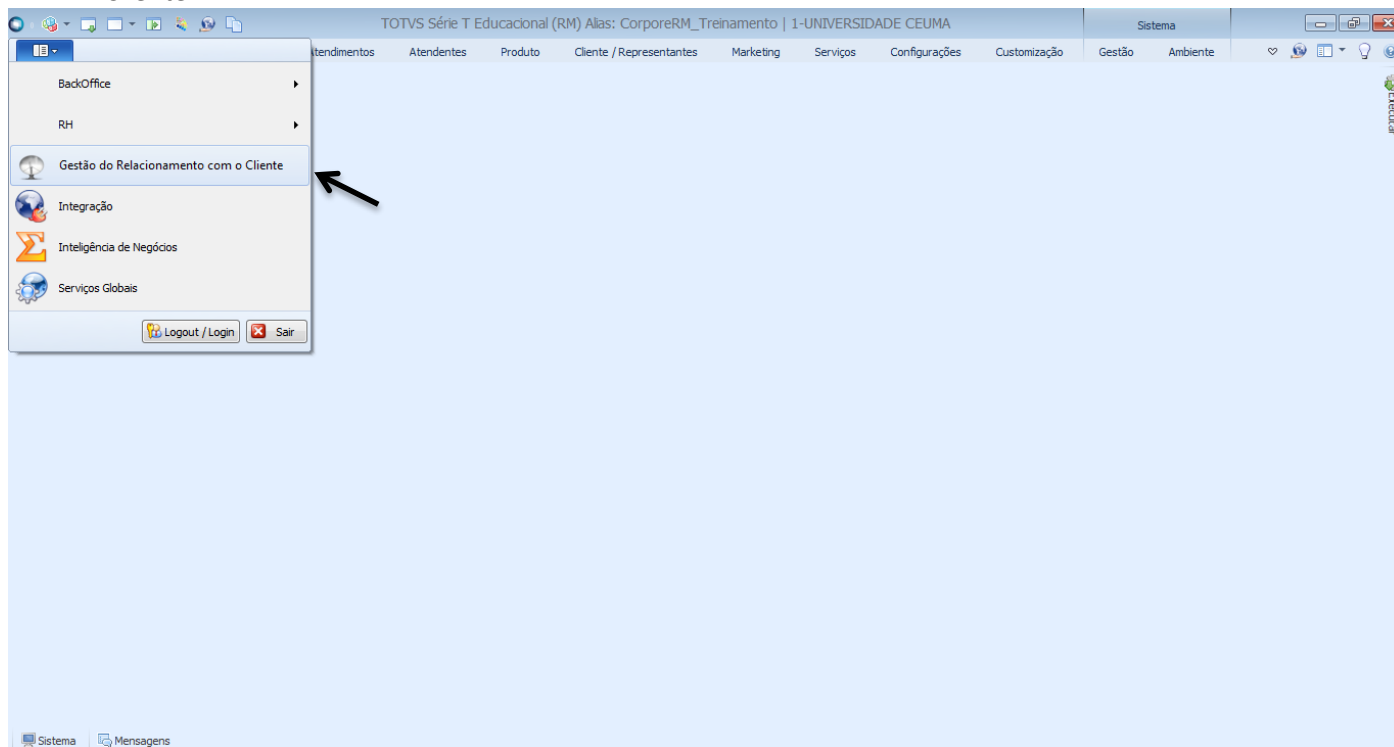 TOTVS Série T Educacional (RM) Alias: CorporeRM_Treinamento | 1-UNIVERSIDADE CEUMA
Sistema
Atendimentos Atendentes Produto Cliente / Representantes Marketing Serviços Configurações Customização Gestão Ambiente
BackOffice
RH
Executar
Gestão do Relacionamento com o Cliente
Integração
Inteligência de Negócios
Serviços Globais
Logout / Login Sair
Sistema Mensagens